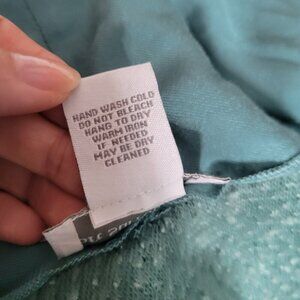 HAND WASH COLD
DO NOT BLEACH
HANG TO DRY
WARM IRON
IF NEEDED
MAY BE DRY
CLEANED